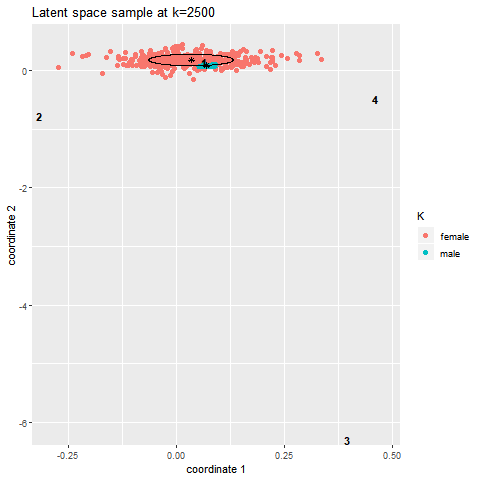 Latent space sample at k=2500
0
-2
-4
-6
-0.25
0.00
0.25
0.50
coordinate 1
coordinate 2
2
4
3
K
female
male